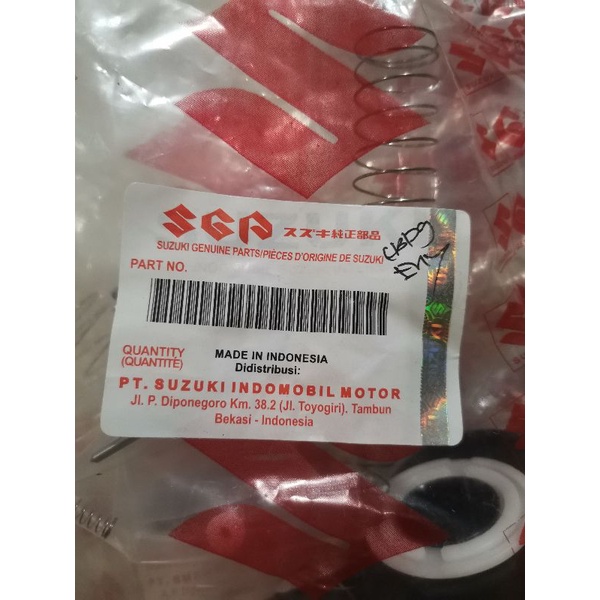 SGP スズキ純正部品
SUZUKI GENUINE PARTS/PIÈCES D'ORIGINE DE SUZUKI
PART NO.
QUANTITY
(QUANTITÉ)
MADE IN INDONESIA
Didistribusi:
PT. SUZUKI INDOMOBIL MOTOR
Jl. P. Diponegoro Km. 38.2 (Jl. Toyogiri). Tambun
Bekasi - Indonesia